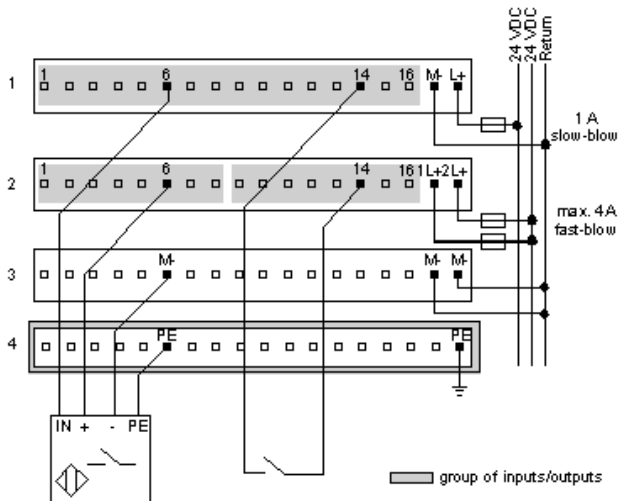 24 VDC
24 VDC
Return
1 1 6 14 16 M- L+
1 A
slow-blow
2 1 6 14 16 1L+ 2L+
max. 4 A
fast-blow
3 M- M- M-
4 PE PE
IN + - PE
group of inputs/outputs